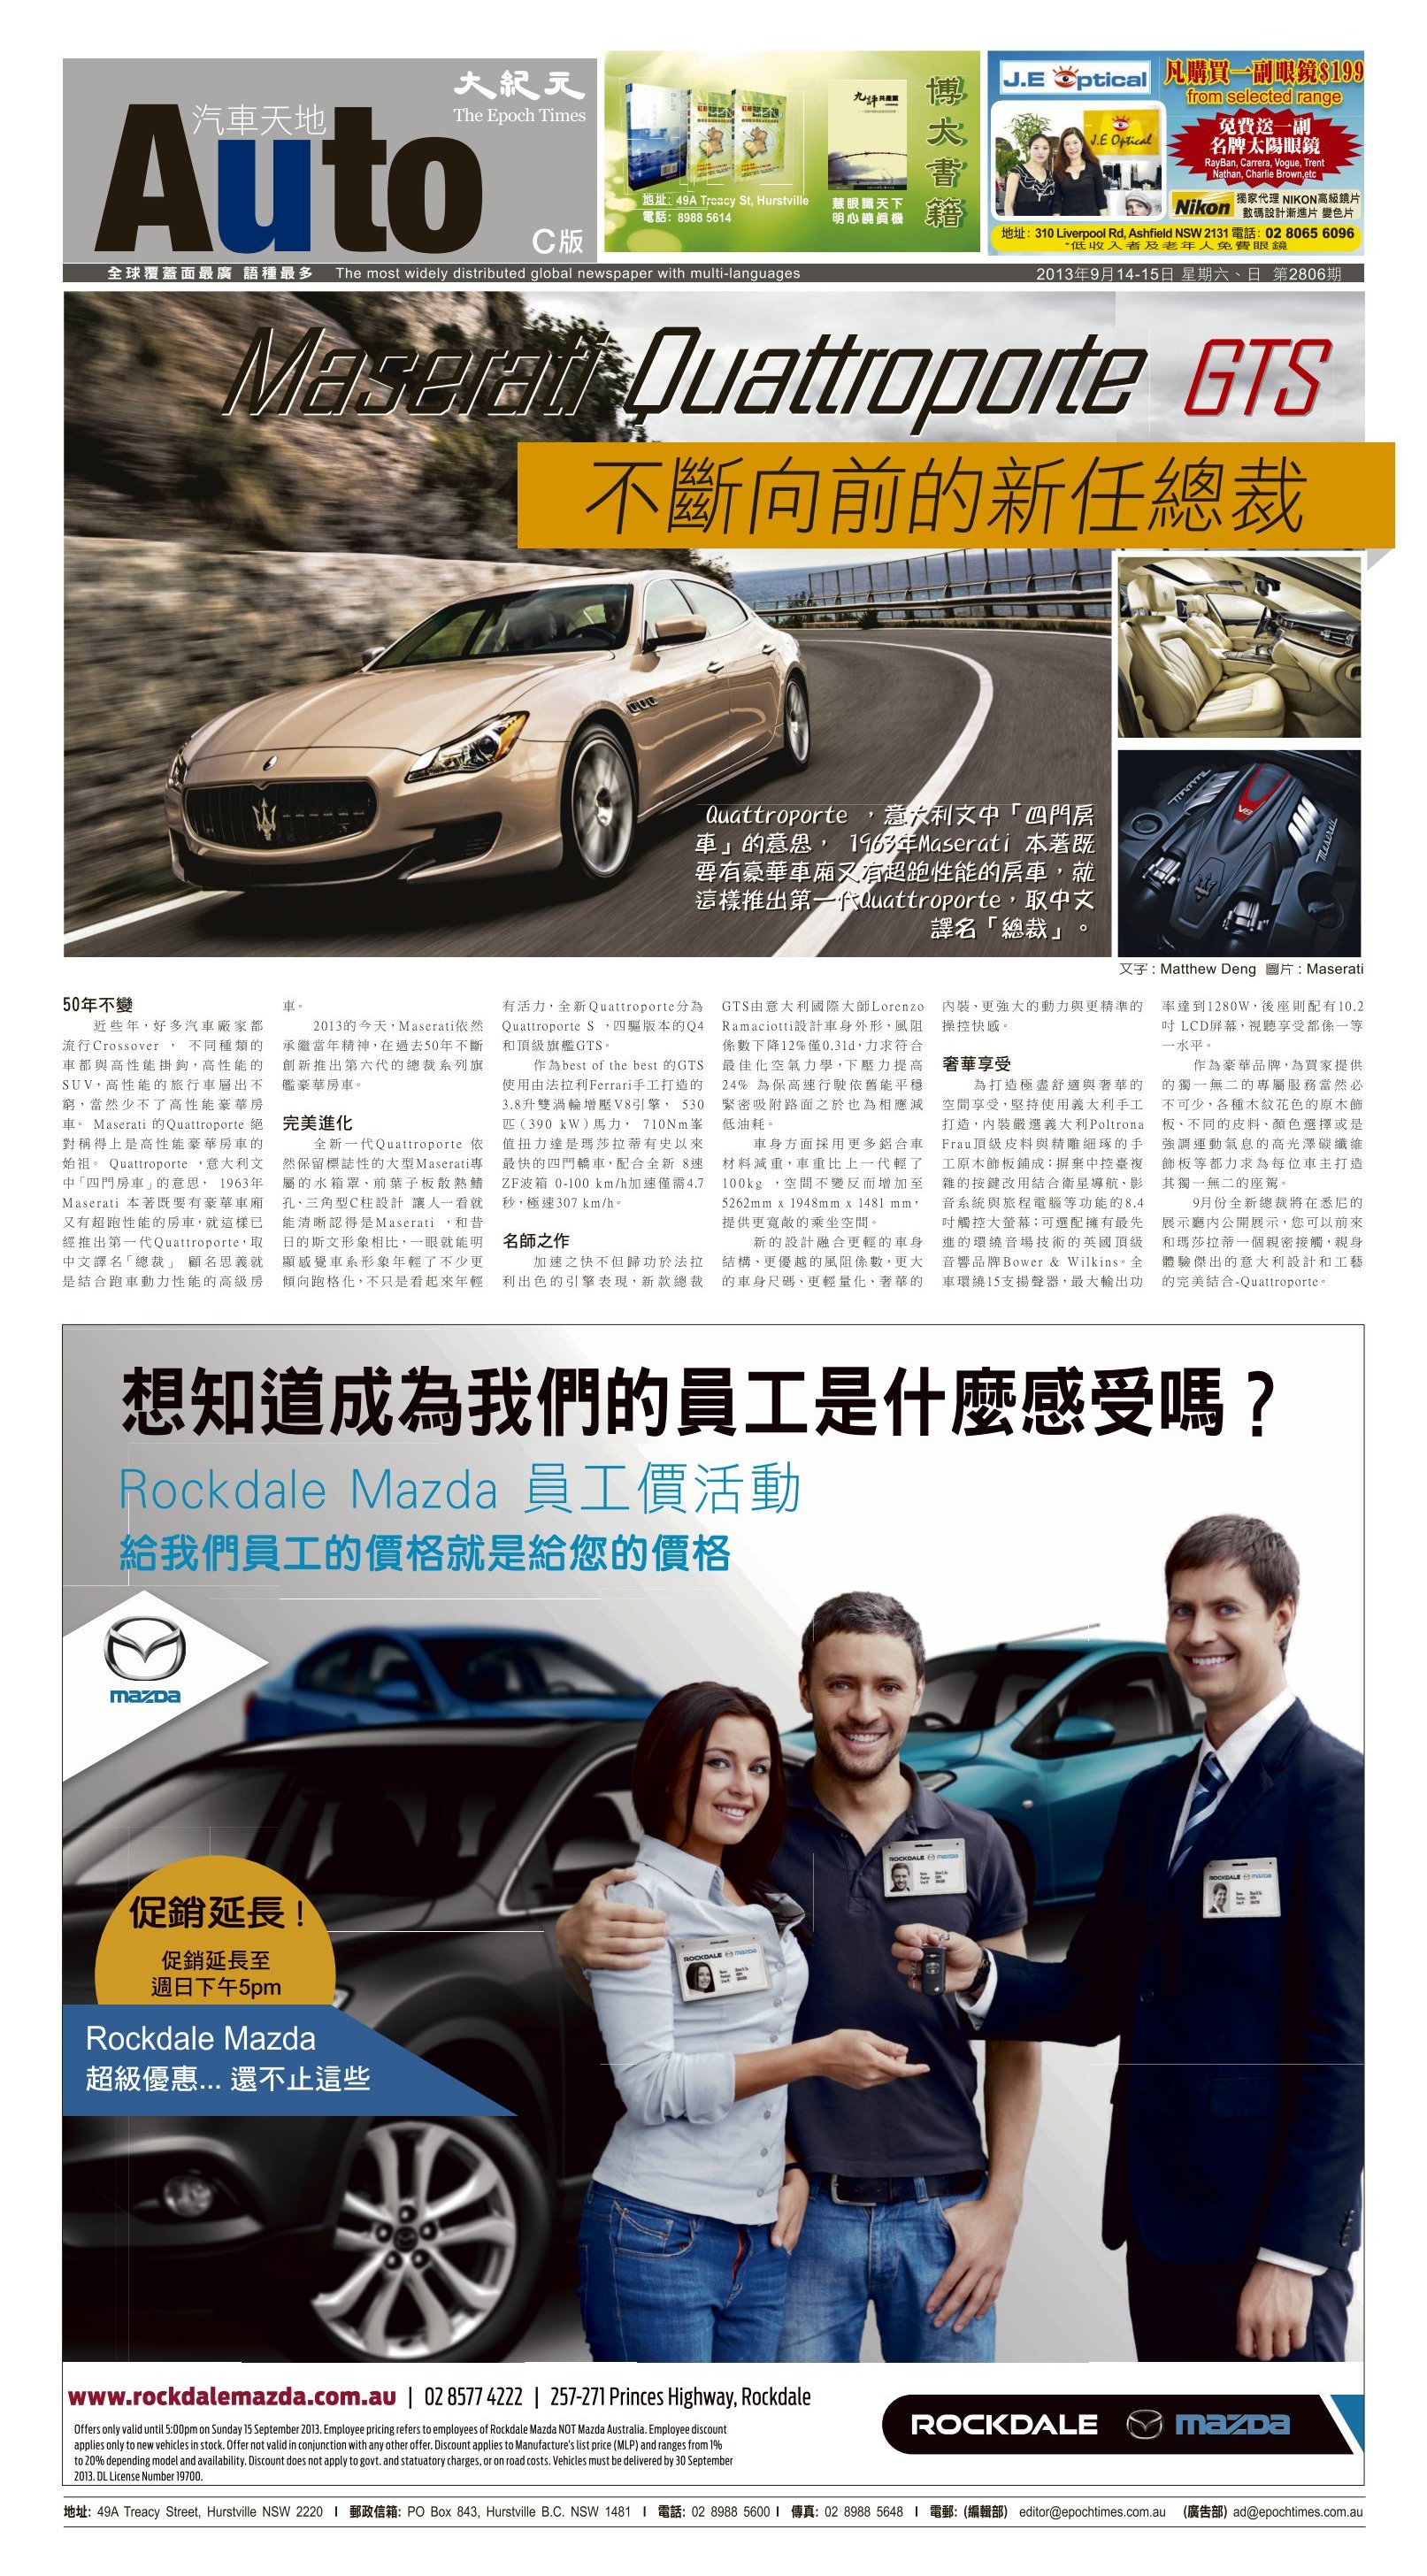 大紀元
The Epoch Times
汽車天地
Auto
C版
博大書籍
九評共產黨
地址: 49A Treacy St, Hurstville
電話: 8988 5614
慧眼識天下
明心曉真機
J.E Optical
凡購買一副眼鏡$199
from selected range
J.E Optical
免費送一副
名牌太陽眼鏡
RayBan, Carrera, Vogue, Trent
Nathan, Charlie Brown,etc
Nikon
獨家代理 NIKON高級鏡片
數碼設計漸進片 變色片
地址: 310 Liverpool Rd, Ashfield NSW 2131 電話: 02 8065 6096
*低收入者及老年人免費眼鏡
全球覆蓋面最廣 語種最多 The most widely distributed global newspaper with multi-languages
2013年9月14-15日 星期六、日 第2806期
Maserati Quattroporte GTS
不斷向前的新任總裁
Quattroporte ，意大利文中「四門房
車」的意思， 1963年Maserati 本著既
要有豪華車廂又有超跑性能的房車，就
這樣推出第一代Quattroporte，取中文
譯名「總裁」。
V8
Maserati
文字 : Matthew Deng 圖片 : Maserati
50年不變
近些年，好多汽車廠家都
流行Crossover ， 不同種類的
車都與高性能掛鉤，高性能的
SUV，高性能的旅行車層出不
窮，當然少不了高性能豪華房
車。 Maserati 的Quattroporte 絕
對稱得上是高性能豪華房車的
始祖。 Quattroporte ，意大利文
中「四門房車」的意思， 1963年
Maserati 本著既要有豪華車廂
又有超跑性能的房車，就這樣已
經推出第一代Quattroporte，取
中文譯名「總裁」 顧名思義就
是結合跑車動力性能的高級房
車。
2013的今天，Maserati依然
承繼當年精神，在過去50年不斷
創新推出第六代的總裁系列旗
艦豪華房車。
完美進化
全新一代Quattroporte 依
然保留標誌性的大型Maserati專
屬的水箱罩、前葉子板散熱鰭
孔、三角型C柱設計 讓人一看就
能清晰認得是Maserati ，和昔
日的斯文形象相比，一眼就能明
顯感覺車系形象年輕了不少更
傾向跑格化，不只是看起來年輕
有活力，全新Quattroporte分為
Quattroporte S ，四驅版本的Q4
和頂級旗艦GTS。
作為best of the best 的GTS
使用由法拉利Ferrari手工打造的
3.8升雙渦輪增壓V8引擎， 530
匹（390 kW）馬力， 710Nm峯
值扭力達是瑪莎拉蒂有史以來
最快的四門轎車，配合全新 8速
ZF波箱 0-100 km/h加速僅需4.7
秒，極速307 km/h。
名師之作
加速之快不但歸功於法拉
利出色的引擎表現，新款總裁
GTS由意大利國際大師Lorenzo
Ramaciotti設計車身外形，風阻
係數下降12%僅0.31d，力求符合
最佳化空氣力學，下壓力提高
24% 為保高速行駛依舊能平穩
緊密吸附路面之於也為相應減
低油耗。
車身方面採用更多鋁合車
材料減重，車重比上一代輕了
100kg ，空間不變反而增加至
5262mm x 1948mm x 1481 mm，
提供更寬敞的乘坐空間。
新的設計融合更輕的車身
結構、更優越的風阻係數，更大
的車身尺碼、更輕量化、奢華的
內裝、更強大的動力與更精準的
操控快感。
奢華享受
為打造極盡舒適與奢華的
空間享受，堅持使用義大利手工
打造，內裝嚴選義大利Poltrona
Frau頂級皮料與精雕細琢的手
工原木飾板鋪成；摒棄中控臺複
雜的按鍵改用結合衛星導航、影
音系統與旅程電腦等功能的8.4
吋觸控大螢幕；可選配擁有最先
進的環繞音場技術的英國頂級
音響品牌Bower & Wilkins。全
車環繞15支揚聲器，最大輸出功
率達到1280W，後座則配有10.2
吋 LCD屏幕，視聽享受都係一等
一水平。
作為豪華品牌，為買家提供
的獨一無二的專屬服務當然必
不可少，各種木紋花色的原木飾
板、不同的皮料、顏色選擇或是
強調運動氣息的高光澤碳纖維
飾板等都力求為每位車主打造
其獨一無二的座駕。
9月份全新總裁將在悉尼的
展示廳內公開展示，您可以前來
和瑪莎拉蒂一個親密接觸，親身
體驗傑出的意大利設計和工藝
的完美結合-Quattroporte。
想知道成為我們的員工是什麼感受嗎？
Rockdale Mazda 員工價活動
給我們員工的價格就是給您的價格
mazda
ROCKDALE mazda
ROCKDALE mazda
促銷延長！
促銷延長至
週日下午5pm
Rockdale Mazda
超級優惠... 還不止這些
www.rockdalemazda.com.au | 02 8577 4222 | 257-271 Princes Highway, Rockdale
Offers only valid until 5:00pm on Sunday 15 September 2013. Employee pricing refers to employees of Rockdale Mazda NOT Mazda Australia. Employee discount
applies only to new vehicles in stock. Offer not valid in conjunction with any other offer. Discount applies to Manufacture's list price (MLP) and ranges from 1%
to 20% depending model and availability. Discount does not apply to govt. and statuatory charges, or on road costs. Vehicles must be delivered by 30 September
2013. DL License Number 19700.
ROCKDALE mazda
地址: 49A Treacy Street, Hurstville NSW 2220 | 郵政信箱: PO Box 843, Hurstville B.C. NSW 1481 | 電話: 02 8988 5600 | 傳真: 02 8988 5648 | 電郵: (編輯部) editor@epochtimes.com.au (廣告部) ad@epochtimes.com.au